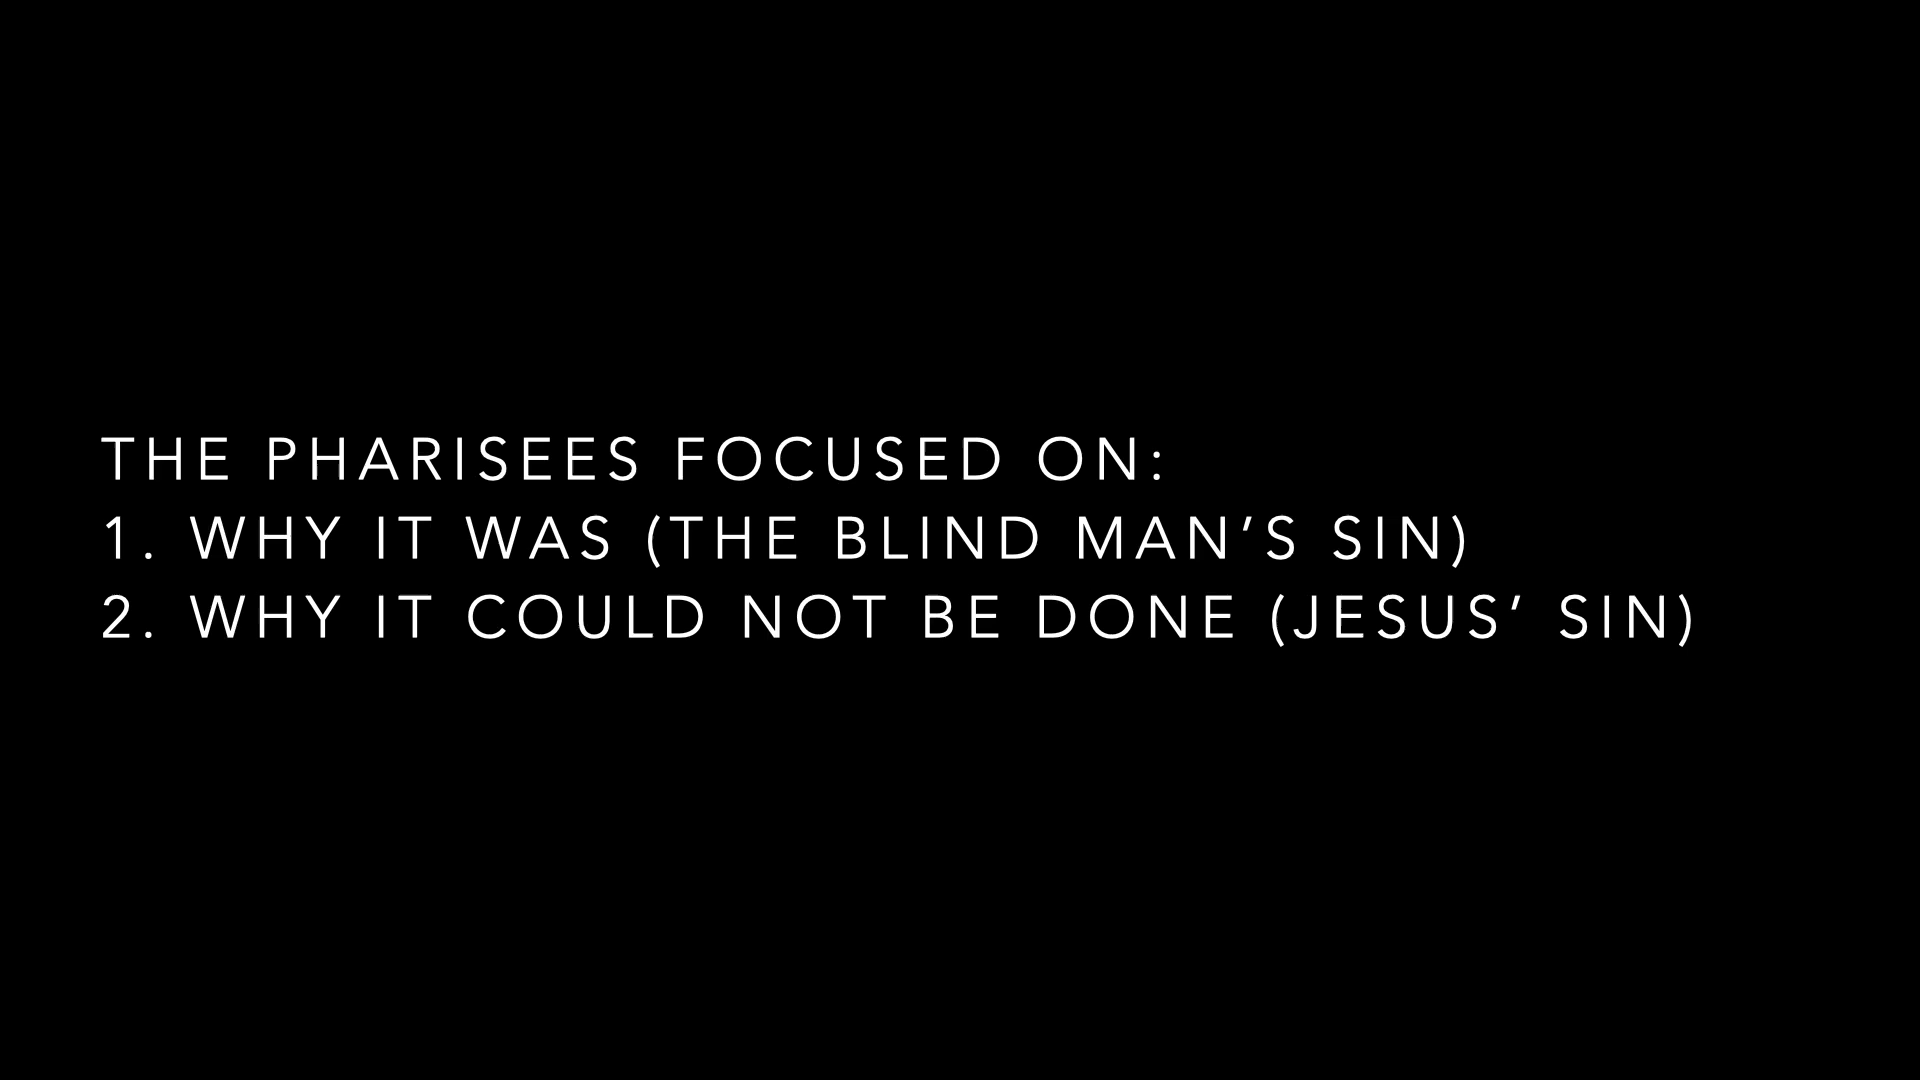 THE PHARISEES FOCUSED ON:
1. WHY IT WAS (THE BLIND MAN’S SIN)
2. WHY IT COULD NOT BE DONE (JESUS’ SIN)